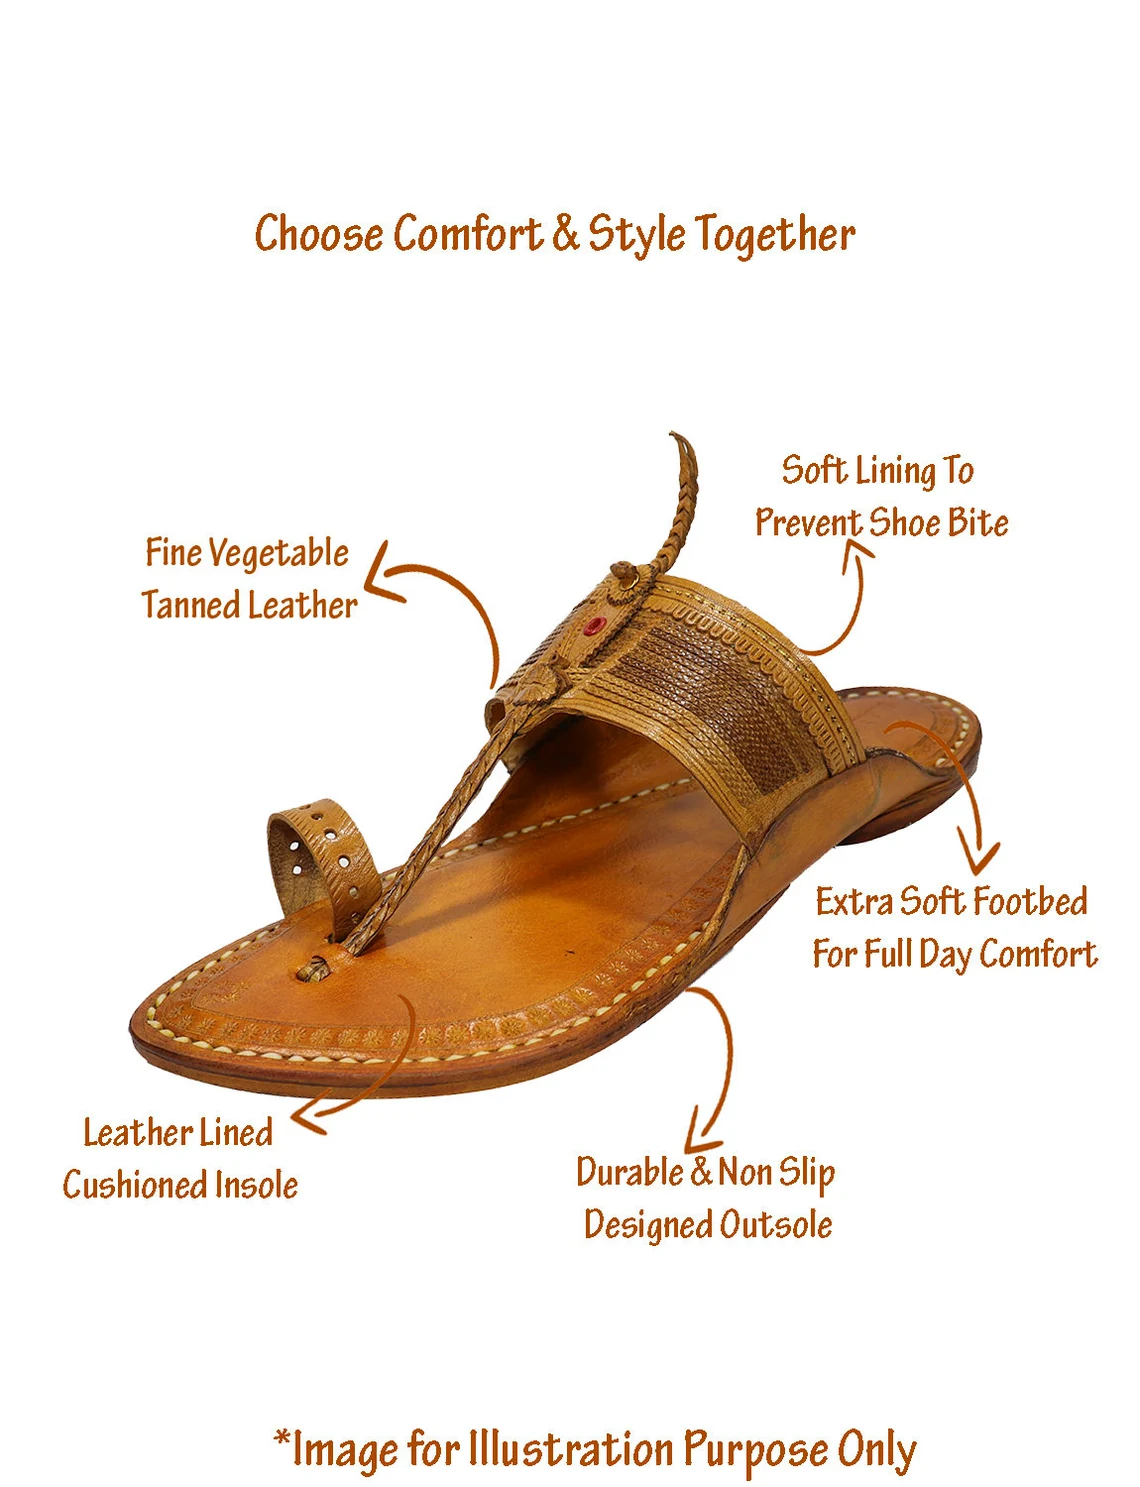 Choose Comfort & Style Together
Soft Lining To
Prevent Shoe Bite
Fine Vegetable
Tanned Leather
Extra Soft Footbed
For Full Day Comfort
Leather Lined
Cushioned Insole
Durable & Non Slip
Designed Outsole
*Image for Illustration Purpose Only